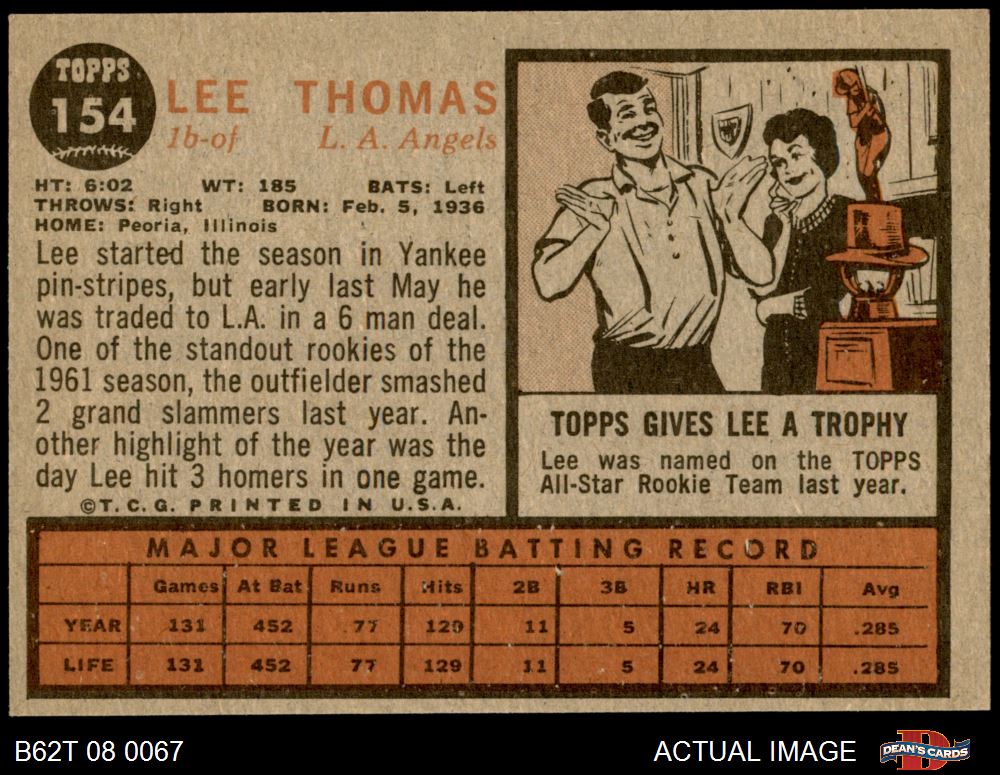 TOPPS
154
LEE THOMAS
1b-of L. A. Angels
HT: 6:02 WT: 185 BATS: Left
THROWS: Right BORN: Feb. 5, 1936
HOME: Peoria, Illinois
Lee started the season in Yankee
pin-stripes, but early last May he
was traded to L.A. in a 6 man deal.
One of the standout rookies of the
1961 season, the outfielder smashed
2 grand slammers last year. An-
other highlight of the year was the
day Lee hit 3 homers in one game.
©T.C.G. PRINTED IN U.S.A.
TOPPS GIVES LEE A TROPHY
Lee was named on the TOPPS
All-Star Rookie Team last year.
MAJOR LEAGUE BATTING RECORD
Games At Bat Runs Hits 2B 3B HR RBI Avg
YEAR 131 452 77 129 11 5 24 70 .285
LIFE 131 452 77 129 11 5 24 70 .285
B62T 08 0067 ACTUAL IMAGE DEAN'S CARDS